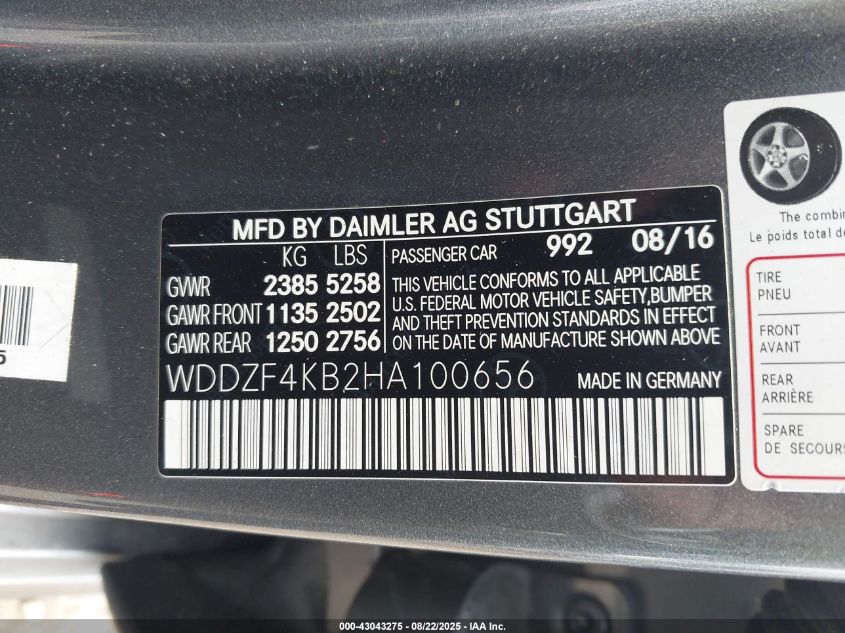 MFD BY DAIMLER AG STUTTGART
KG LBS
GVWR 2385 5258
GAWR FRONT 1135 2502
GAWR REAR 1250 2756
PASSENGER CAR 992 08/16
THIS VEHICLE CONFORMS TO ALL APPLICABLE
U.S. FEDERAL MOTOR VEHICLE SAFETY,BUMPER
AND THEFT PREVENTION STANDARDS IN EFFECT
ON THE DATE OF MANUFACTURE SHOWN ABOVE
WDDZF4KB2HA100656 MADE IN GERMANY
5
The combin
Le poids total de
TIRE
PNEU
FRONT
AVANT
REAR
ARRIÈRE
SPARE
DE SECOURS
000-43043275 - 08/22/2025 - IAA Inc.